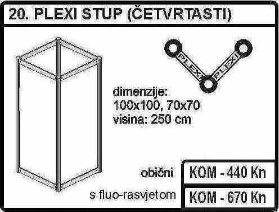 20. PLEXI STUP (ČETVRTASTI)
PLEXI
PLEXI
dimenzije:
100x100, 70x70
visina: 250 cm
obični
KOM - 440 Kn
s fluo-rasvjetom
KOM - 670 Kn